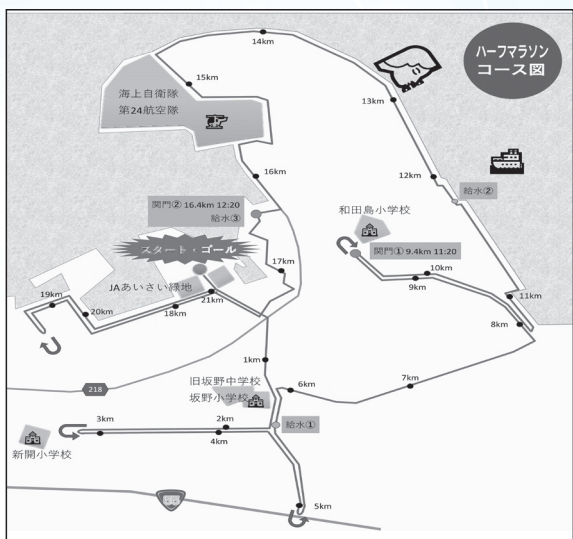 ハーフマラソン
コース図
14km
15km
海上自衛隊
第24航空隊
13km
16km
12km
給水②
関門② 16.4km 12:20
給水③
和田島小学校
スタート・ゴール
関門① 9.4km 11:20
17km
10km
9km
JAあいさい緑地
19km
20km
18km
21km
11km
8km
1km
7km
218
旧坂野中学校
坂野小学校
6km
3km
2km
4km
給水①
新開小学校
5km